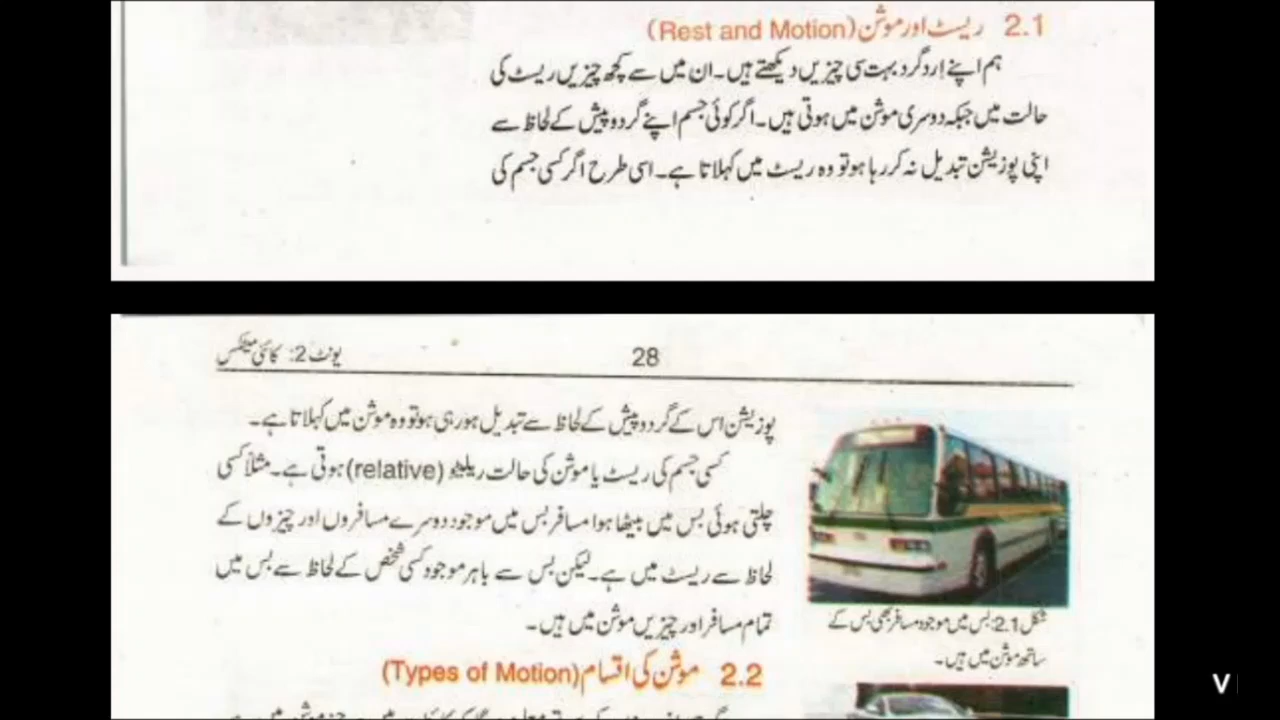 2.1 ریسٹ اور موشن (Rest and Motion)
ہم اپنے اِردگرد بہت سی چیزیں دیکھتے ہیں۔ ان میں سے کچھ چیزیں ریسٹ کی
حالت میں جبکہ دوسری موشن میں ہوتی ہیں۔ اگر کوئی جسم اپنے گردوپیش کے لحاظ سے
اپنی پوزیشن تبدیل نہ کر رہا ہو تو وہ ریسٹ میں کہلاتا ہے۔ اسی طرح اگر کسی جسم کی
28
یونٹ 2: کائنی میٹکس
پوزیشن اس کے گردوپیش کے لحاظ سے تبدیل ہو رہی ہو تو وہ موشن میں کہلاتا ہے۔
کسی جسم کی ریسٹ یا موشن کی حالت ریلیٹو (relative) ہوتی ہے۔ مثلاً کسی
چلتی ہوئی بس میں بیٹھا ہوا مسافر بس میں موجود دوسرے مسافروں اور چیزوں کے
لحاظ سے ریسٹ میں ہے۔ لیکن بس سے باہر موجود کسی شخص کے لحاظ سے بس میں
تمام مسافر اور چیزیں موشن میں ہیں۔
شکل 2.1: بس میں موجود مسافر بھی بس کے
ساتھ موشن میں ہیں۔
2.2 موشن کی اقسام (Types of Motion)
V